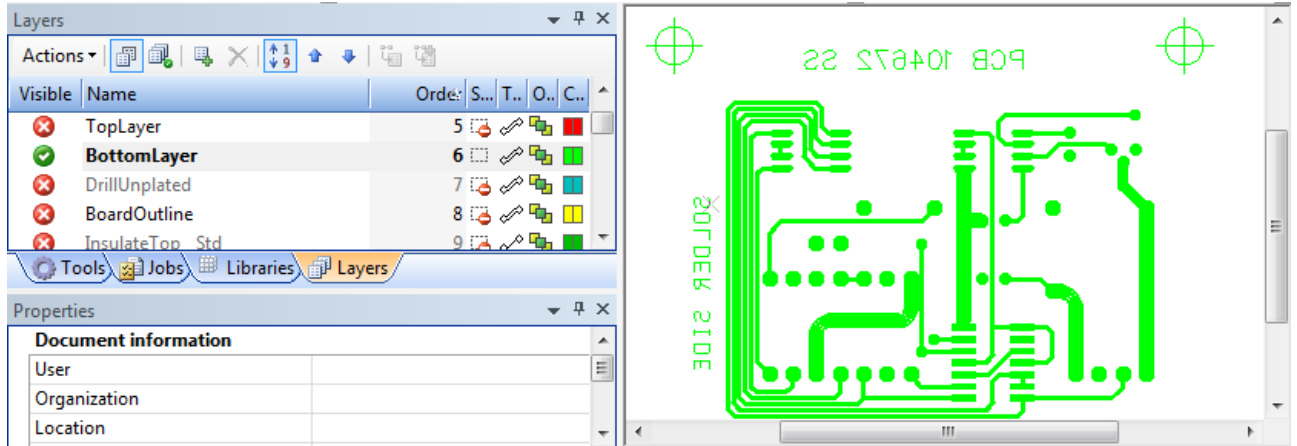 Layers
Actions
Visible Name Order S... T.. O.. C..
TopLayer 5
BottomLayer 6
DrillUnplated 7
BoardOutline 8
InsulateTop_Std 9
Tools Jobs Libraries Layers
Properties
Document information
User
Organization
Location
PCB 104672 SS
SOLDER SIDE